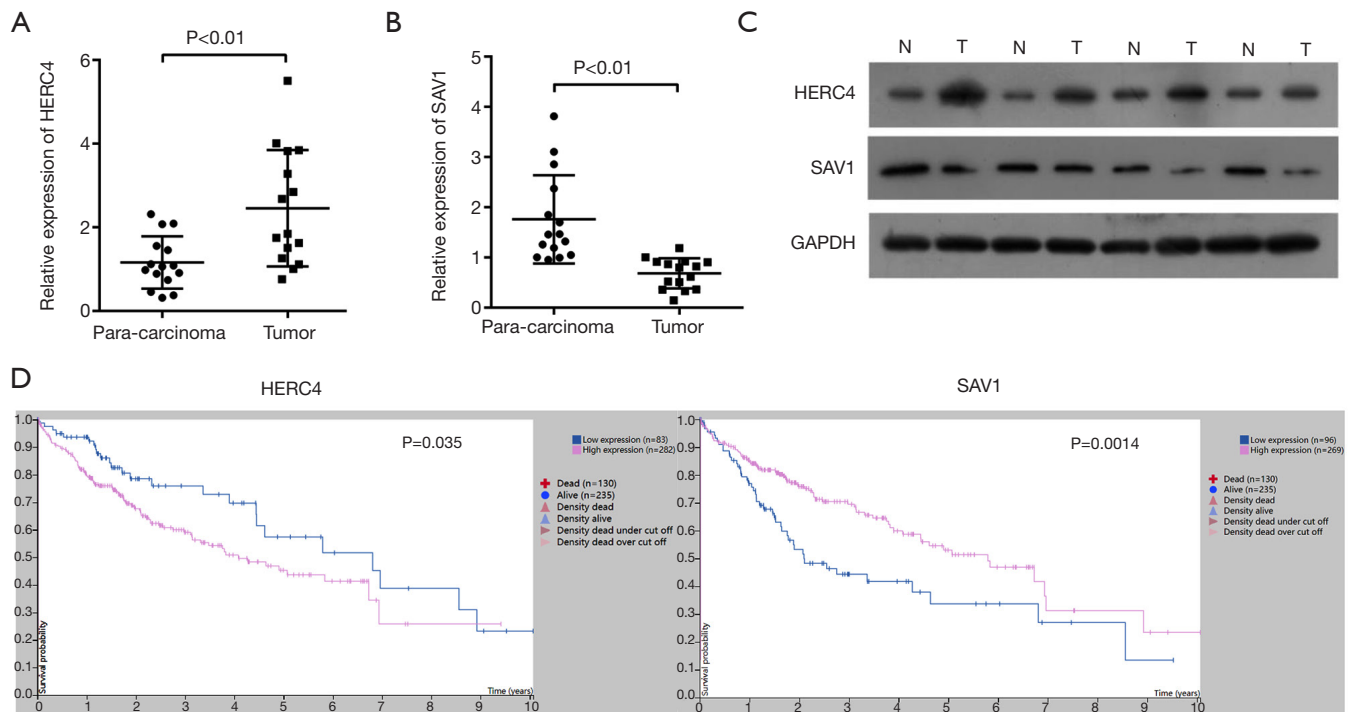 A
P<0.01
Relative expression of HERC4
6
4
2
0
Para-carcinoma Tumor
B
P<0.01
Relative expression of SAV1
5
4
3
2
1
0
Para-carcinoma Tumor
C
N T N T N T N T
HERC4
SAV1
GAPDH
D
HERC4
1.0
0.9
0.8
0.7
0.6
0.5
0.4
0.3
0.2
0.1
0.0
Survival probability
P=0.035
Low expression (n=83)
High expression (n=282)
Dead (n=130)
Alive (n=235)
Density dead
Density alive
Density dead under cut off
Density dead over cut off
Time (years)
0 1 2 3 4 5 6 7 8 9 10
SAV1
1.0
0.9
0.8
0.7
0.6
0.5
0.4
0.3
0.2
0.1
0.0
Survival probability
P=0.0014
Low expression (n=96)
High expression (n=269)
Dead (n=130)
Alive (n=235)
Density dead
Density alive
Density dead under cut off
Density dead over cut off
Time (years)
0 1 2 3 4 5 6 7 8 9 10